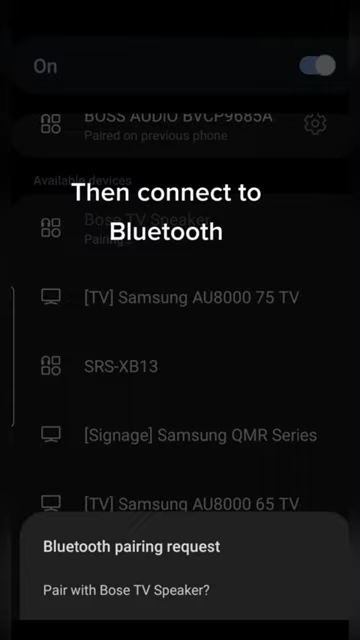 On
BOSS AUDIO BVCP9685A
Paired on previous phone
Available devices
Then connect to
Bose TV Speaker
Bluetooth
Pairing...
[TV] Samsung AU8000 75 TV
SRS-XB13
[Signage] Samsung QMR Series
[TV] Samsung AU8000 65 TV
Bluetooth pairing request
Pair with Bose TV Speaker?